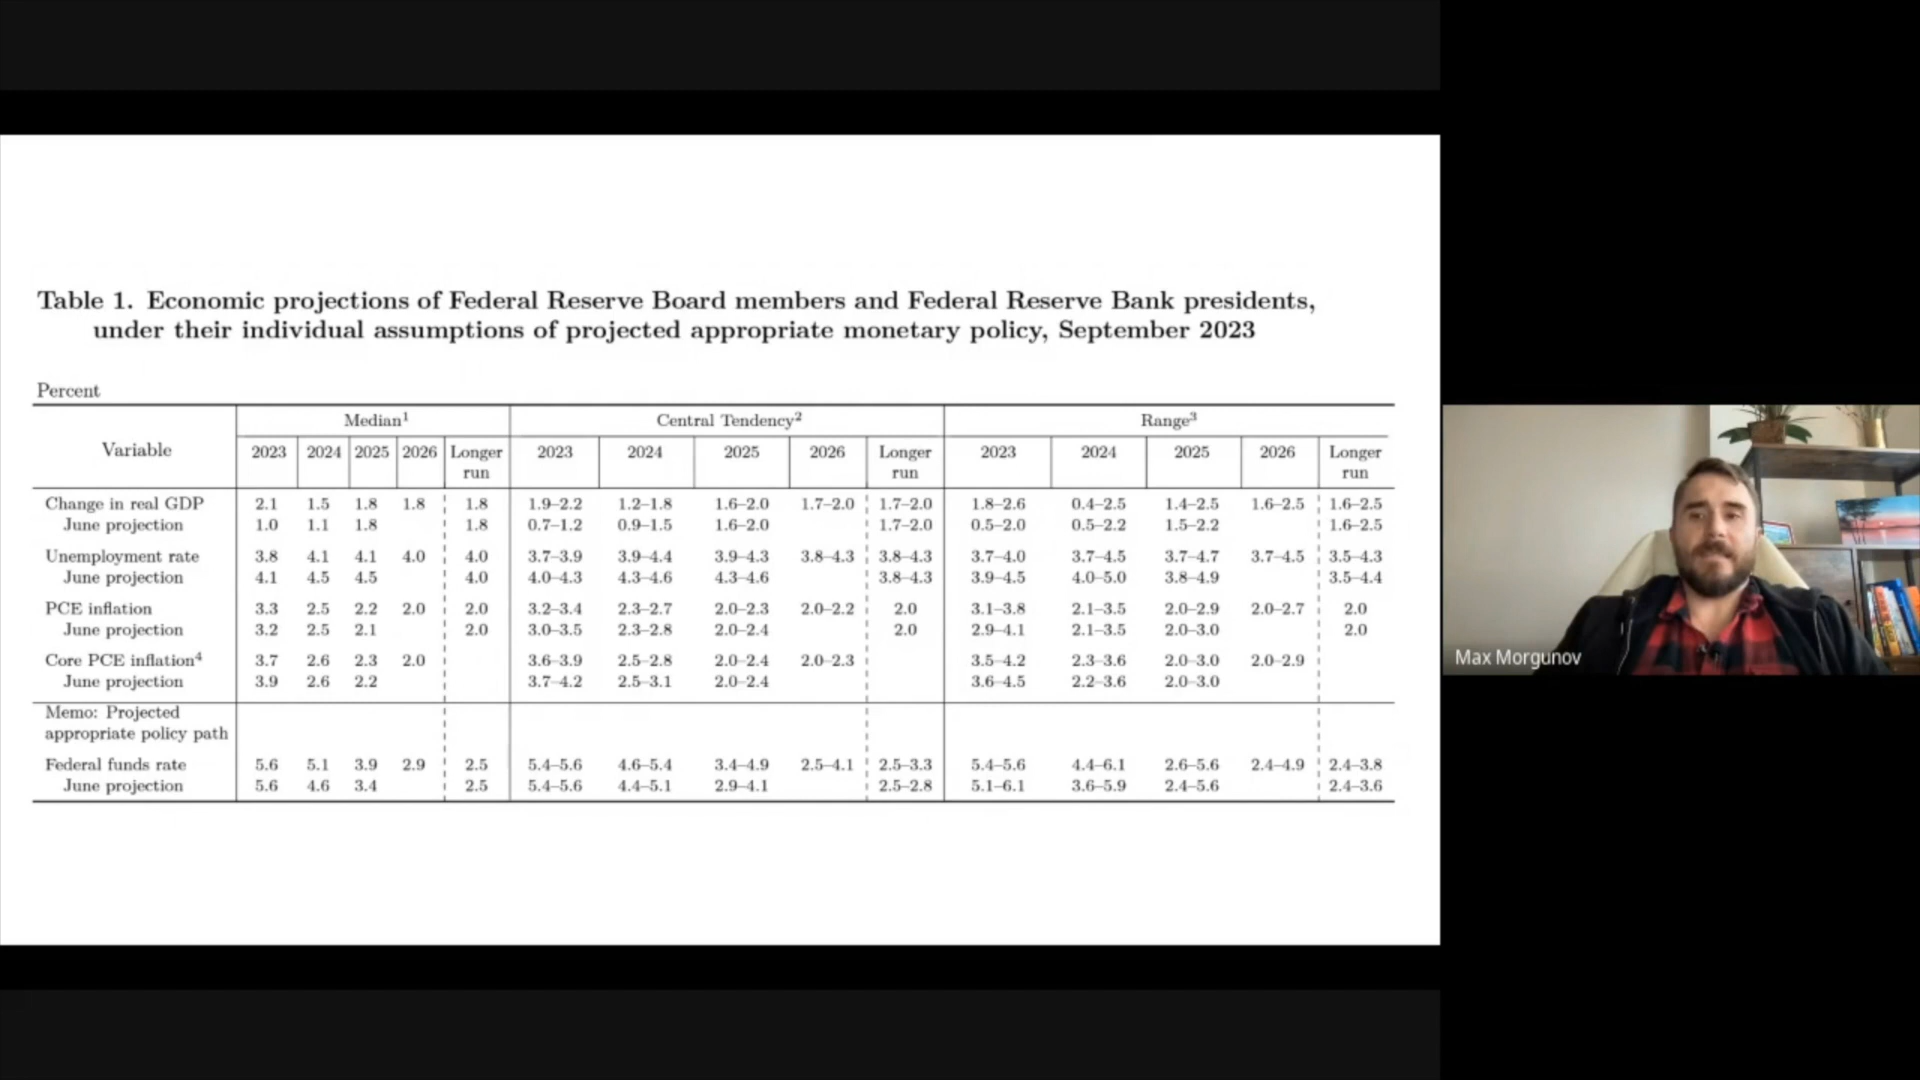 Table 1. Economic projections of Federal Reserve Board members and Federal Reserve Bank presidents,
under their individual assumptions of projected appropriate monetary policy, September 2023
Percent
Variable Median¹ Central Tendency² Range³
2023 2024 2025 2026 Longer run 2023 2024 2025 2026 Longer run 2023 2024 2025 2026 Longer run
Change in real GDP 2.1 1.5 1.8 1.8 1.8 1.9–2.2 1.2–1.8 1.6–2.0 1.7–2.0 1.7–2.0 1.8–2.6 0.4–2.5 1.4–2.5 1.6–2.5 1.6–2.5
June projection 1.0 1.1 1.8 1.8 0.7–1.2 0.9–1.5 1.6–2.0 1.7–2.0 0.5–2.0 0.5–2.2 1.5–2.2 1.6–2.5
Unemployment rate 3.8 4.1 4.1 4.0 4.0 3.7–3.9 3.9–4.4 3.9–4.3 3.8–4.3 3.8–4.3 3.7–4.0 3.7–4.5 3.7–4.7 3.7–4.5 3.5–4.3
June projection 4.1 4.5 4.5 4.0 4.0–4.3 4.3–4.6 4.3–4.6 3.8–4.3 3.9–4.5 4.0–5.0 3.8–4.9 3.5–4.4
PCE inflation 3.3 2.5 2.2 2.0 2.0 3.2–3.4 2.3–2.7 2.0–2.3 2.0–2.2 2.0 3.1–3.8 2.1–3.5 2.0–2.9 2.0–2.7 2.0
June projection 3.2 2.5 2.1 2.0 3.0–3.5 2.3–2.8 2.0–2.4 2.0 2.9–4.1 2.1–3.5 2.0–3.0 2.0
Core PCE inflation⁴ 3.7 2.6 2.3 2.0 3.6–3.9 2.5–2.8 2.0–2.4 2.0–2.3 3.5–4.2 2.3–3.6 2.0–3.0 2.0–2.9
June projection 3.9 2.6 2.2 3.7–4.2 2.5–3.1 2.0–2.4 3.6–4.5 2.2–3.6 2.0–3.0
Memo: Projected
appropriate policy path
Federal funds rate 5.6 5.1 3.9 2.9 2.5 5.4–5.6 4.6–5.4 3.4–4.9 2.5–4.1 2.5–3.3 5.4–5.6 4.4–6.1 2.6–5.6 2.4–4.9 2.4–3.8
June projection 5.6 4.6 3.4 2.5 5.4–5.6 4.4–5.1 2.9–4.1 2.5–2.8 5.1–6.1 3.6–5.9 2.4–5.6 2.4–3.6
Max Morgunov